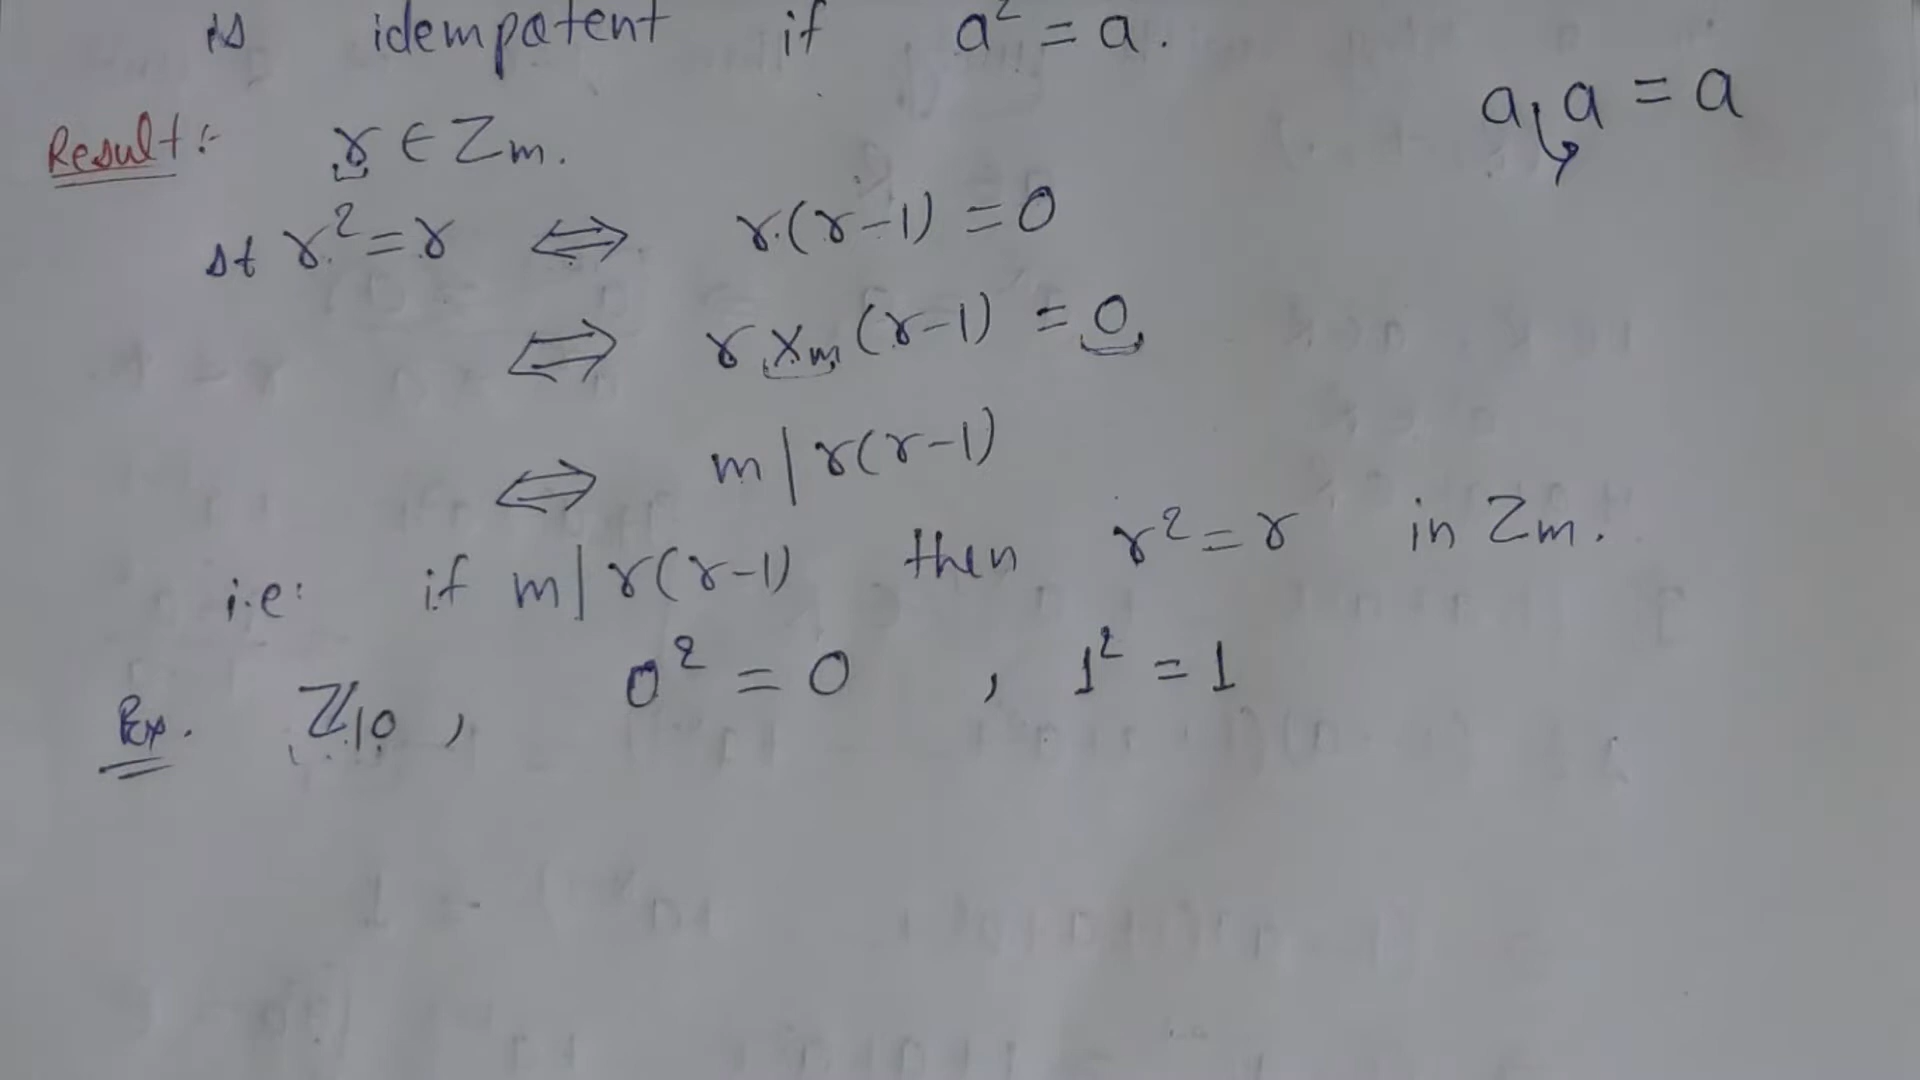 is idempotent if a² = a.
a.a = a
Result:- r ∈ Zm.
st r² = r ⇔ r.(r-1) = 0
⇔ r ×m (r-1) = 0
⇔ m | r(r-1)
i.e: if m | r(r-1) then r² = r in Zm.
Ex. ℤ10, 0² = 0 , 1² = 1